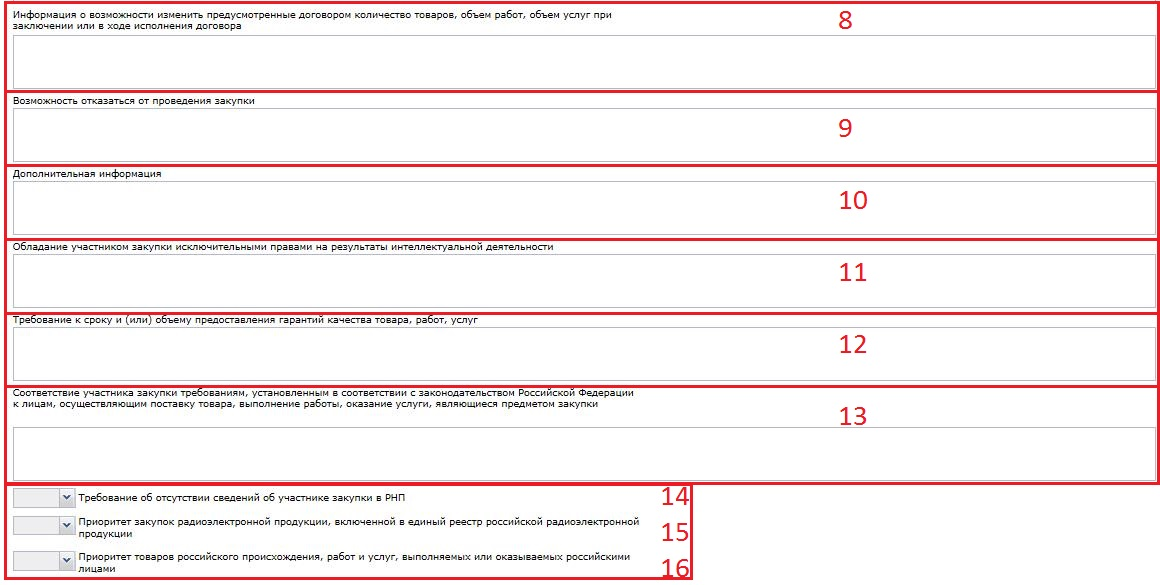 Информация о возможности изменить предусмотренные договором количество товаров, объем работ, объем услуг при
заключении или в ходе исполнения договора
8
Возможность отказаться от проведения закупки
9
Дополнительная информация
10
Обладание участником закупки исключительными правами на результаты интеллектуальной деятельности
11
Требование к сроку и (или) объему предоставления гарантий качества товара, работ, услуг
12
Соответствие участника закупки требованиям, установленным в соответствии с законодательством Российской Федерации
к лицам, осуществляющим поставку товара, выполнение работы, оказание услуги, являющиеся предметом закупки
13
Требование об отсутствии сведений об участнике закупки в РНП
14
Приоритет закупок радиоэлектронной продукции, включенной в единый реестр российской радиоэлектронной
продукции
15
Приоритет товаров российского происхождения, работ и услуг, выполняемых или оказываемых российскими
лицами
16